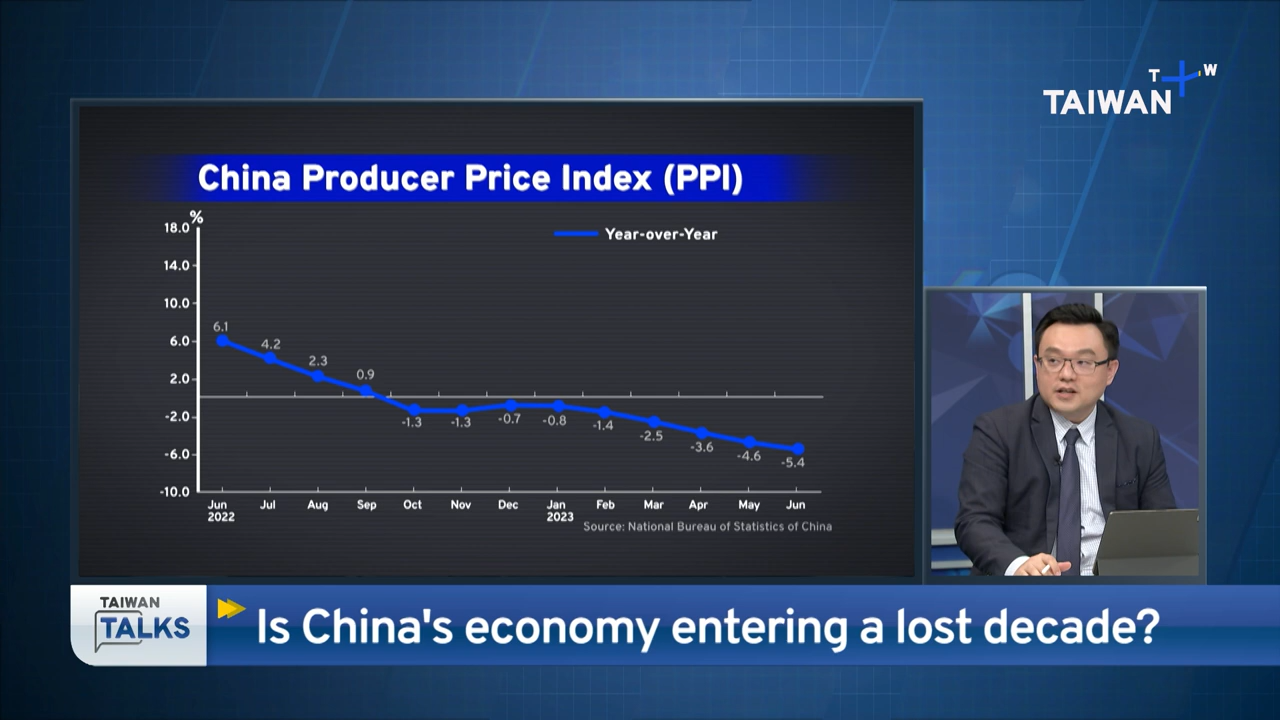 T W
TAIWAN
China Producer Price Index (PPI)
%
Year-over-Year
18.0
14.0
10.0
6.0
2.0
-2.0
-6.0
-10.0
6.1
4.2
2.3
0.9
-1.3
-1.3
-0.7
-0.8
-1.4
-2.5
-3.6
-4.6
-5.4
Jun Jul Aug Sep Oct Nov Dec Jan Feb Mar Apr May Jun
2022 2023
Source: National Bureau of Statistics of China
TAIWAN
TALKS
Is China's economy entering a lost decade?